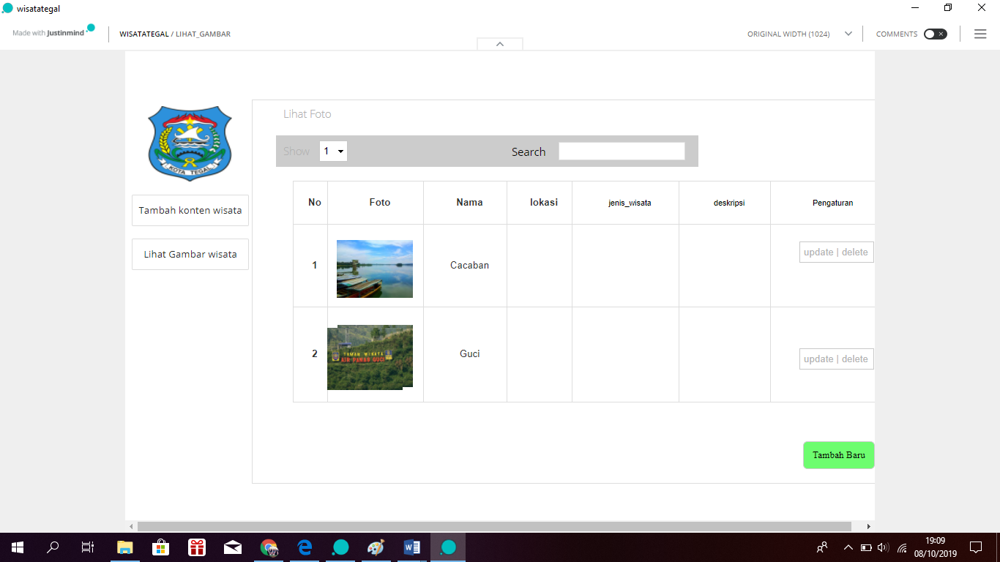 wisatategal
Made with Justinmind
WISATATEGAL / LIHAT_GAMBAR
ORIGINAL WIDTH (1024)
COMMENTS
KOTA TEGAL
Tambah konten wisata
Lihat Gambar wisata
Lihat Foto
Show 1 Search
No Foto Nama lokasi jenis_wisata deskripsi Pengaturan
1 Cacaban update | delete
TAMAN WISATA
AIR PANAS GUCI
2 Guci update | delete
Tambah Baru
19:09
08/10/2019